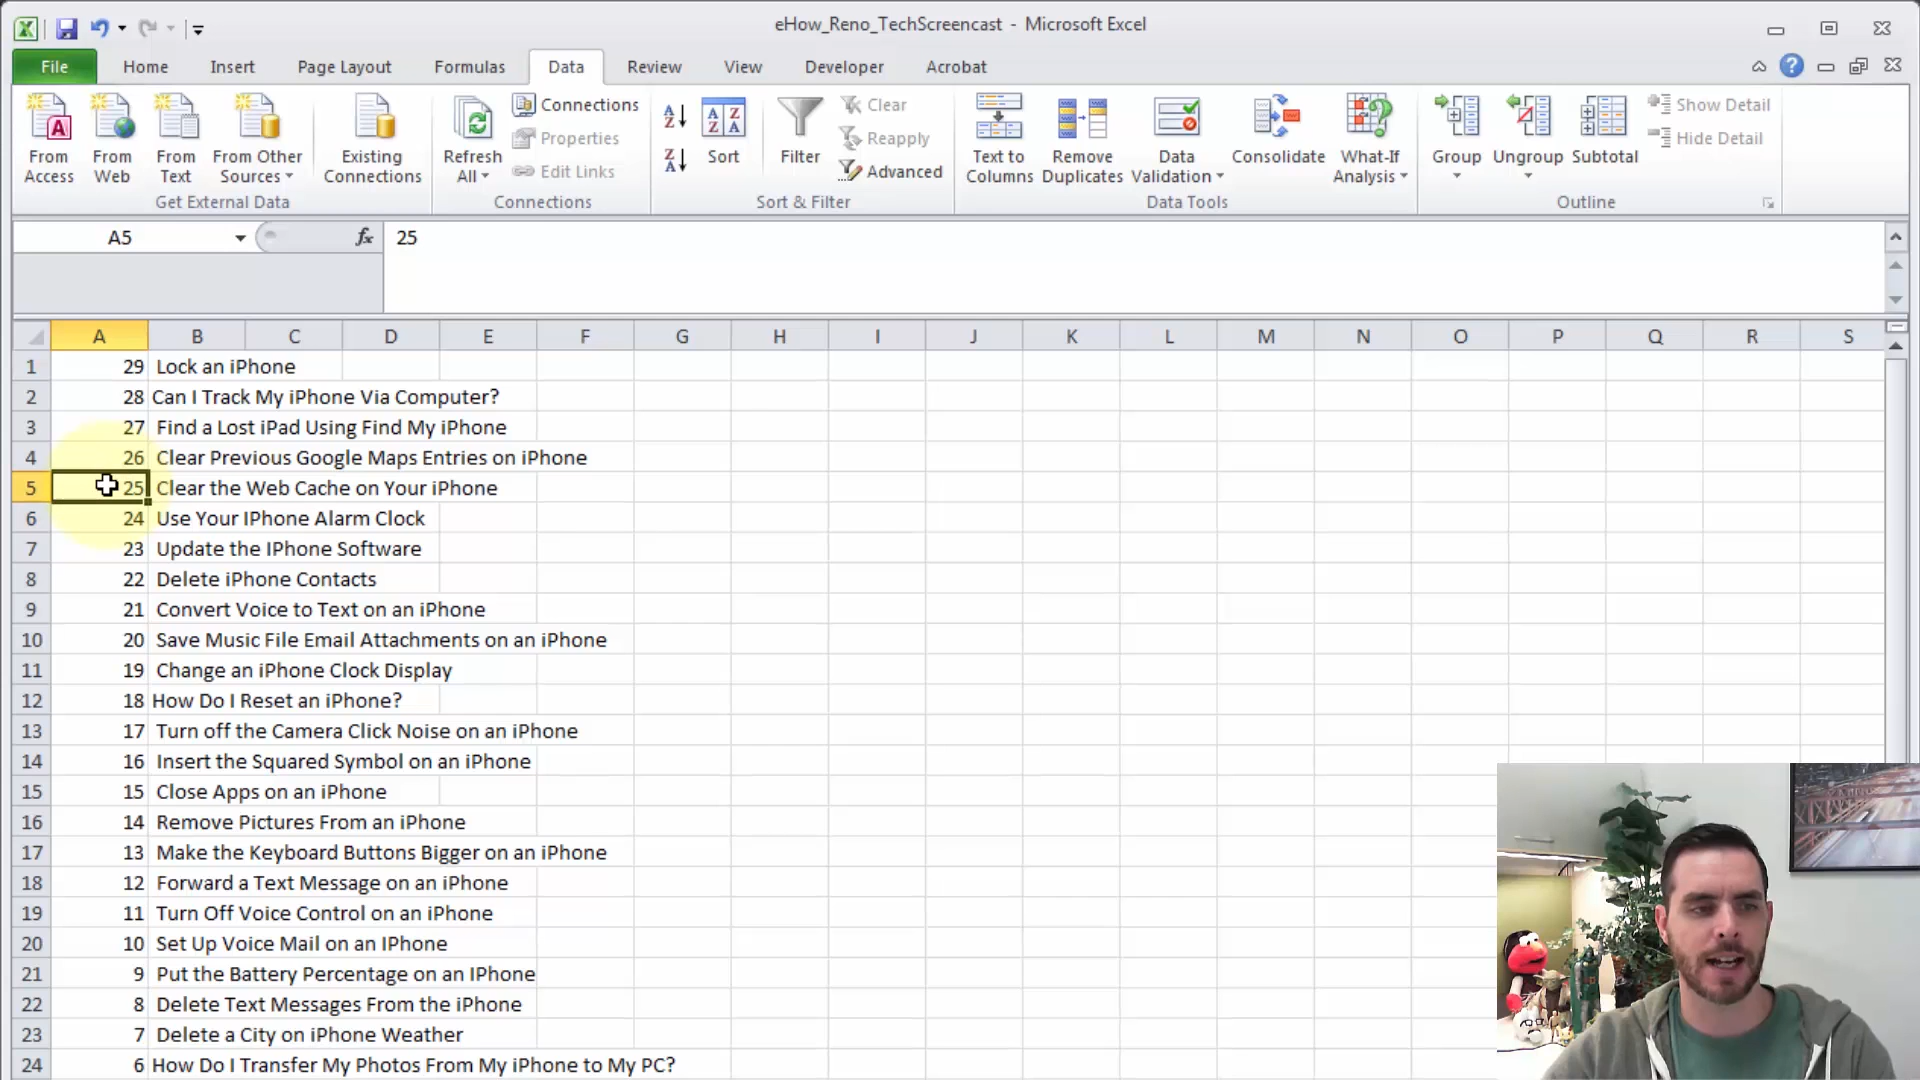 eHow_Reno_TechScreencast - Microsoft Excel
File Home Insert Page Layout Formulas Data Review View Developer Acrobat
From Access
From Web
From Text
From Other Sources
Existing Connections
Get External Data
Refresh All
Connections
Properties
Edit Links
Connections
Sort
Filter
Clear
Reapply
Advanced
Sort & Filter
Text to Columns
Remove Duplicates
Data Validation
Consolidate
What-If Analysis
Data Tools
Group
Ungroup
Subtotal
Show Detail
Hide Detail
Outline
A5 fx 25
A B C D E F G H I J K L M N O P Q R S
1 29 Lock an iPhone
2 28 Can I Track My iPhone Via Computer?
3 27 Find a Lost iPad Using Find My iPhone
4 26 Clear Previous Google Maps Entries on iPhone
5 25 Clear the Web Cache on Your iPhone
6 24 Use Your IPhone Alarm Clock
7 23 Update the IPhone Software
8 22 Delete iPhone Contacts
9 21 Convert Voice to Text on an iPhone
10 20 Save Music File Email Attachments on an iPhone
11 19 Change an iPhone Clock Display
12 18 How Do I Reset an iPhone?
13 17 Turn off the Camera Click Noise on an iPhone
14 16 Insert the Squared Symbol on an iPhone
15 15 Close Apps on an iPhone
16 14 Remove Pictures From an iPhone
17 13 Make the Keyboard Buttons Bigger on an iPhone
18 12 Forward a Text Message on an iPhone
19 11 Turn Off Voice Control on an iPhone
20 10 Set Up Voice Mail on an IPhone
21 9 Put the Battery Percentage on an IPhone
22 8 Delete Text Messages From the iPhone
23 7 Delete a City on iPhone Weather
24 6 How Do I Transfer My Photos From My iPhone to My PC?